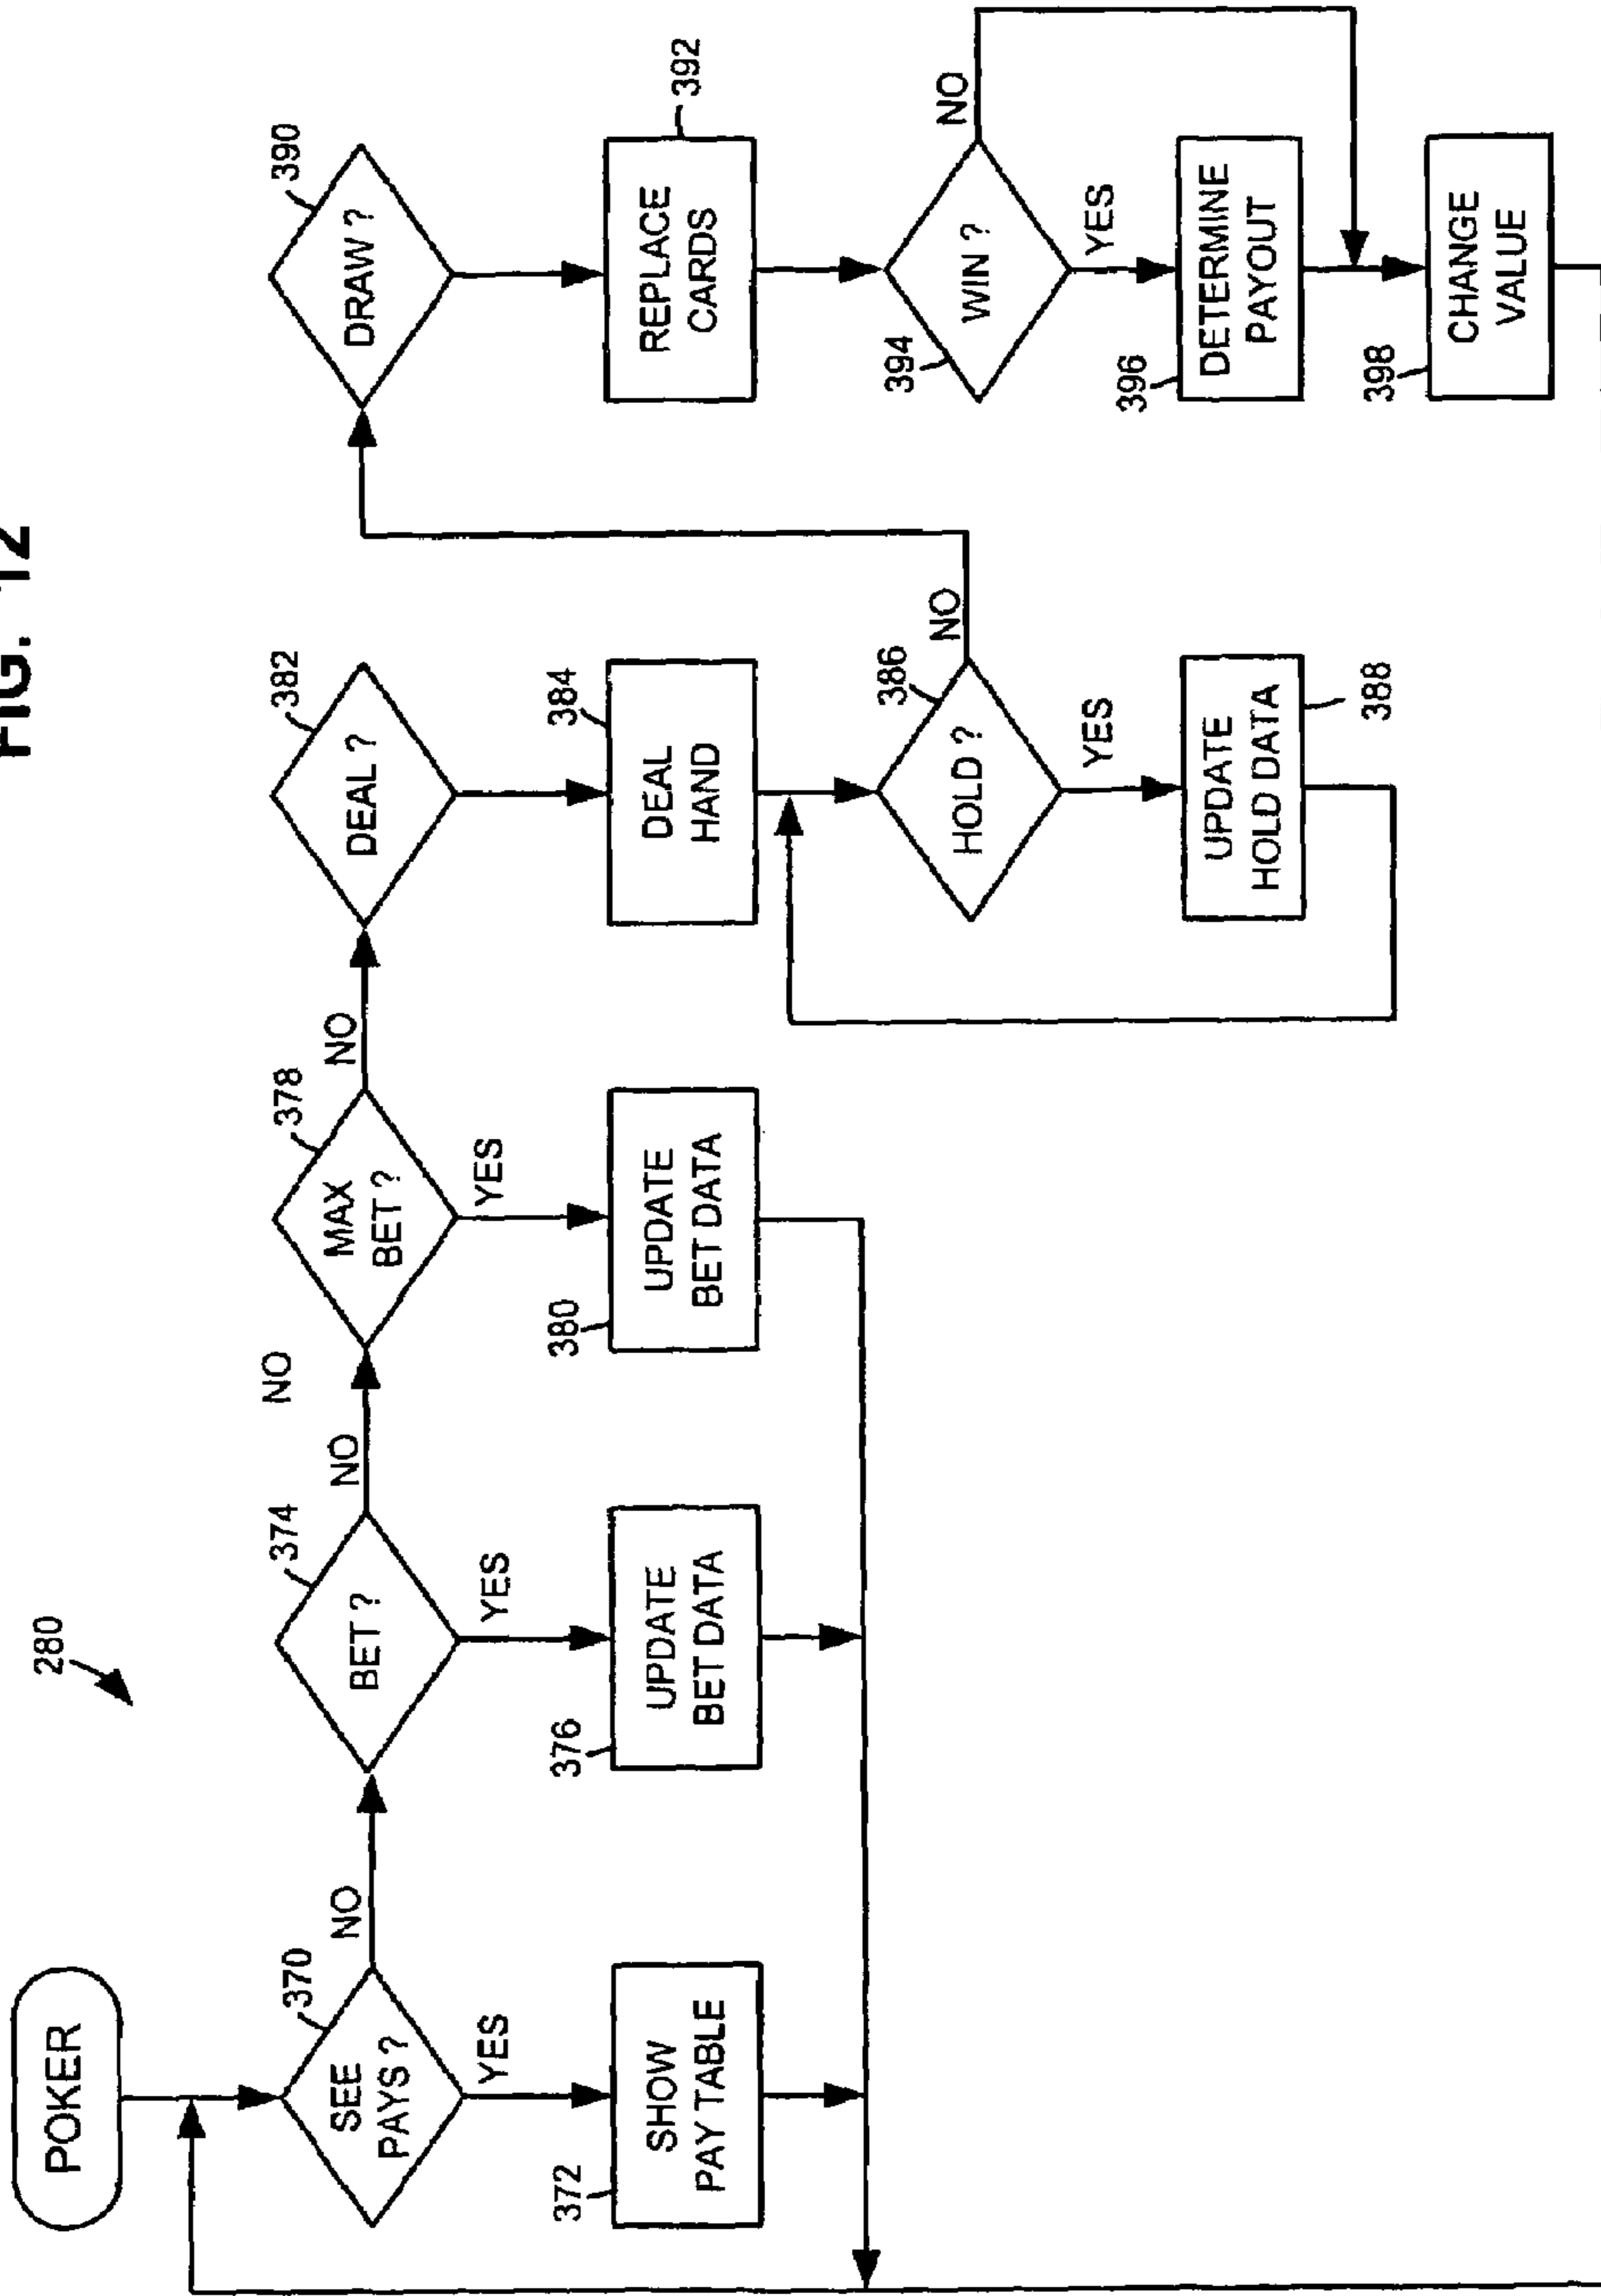 FIG. 12
280
POKER
370
SEE
PAYS ?
NO
YES
372
SHOW
PAY TABLE
374
BET ?
NO
NO
YES
376
UPDATE
BET DATA
378
MAX
BET ?
NO
YES
380
UPDATE
BET DATA
382
DEAL ?
384
DEAL
HAND
386
HOLD ?
NO
YES
UPDATE
HOLD DATA
388
390
DRAW ?
REPLACE
CARDS
392
394
WIN ?
NO
YES
396
DETERMINE
PAYOUT
398
CHANGE
VALUE